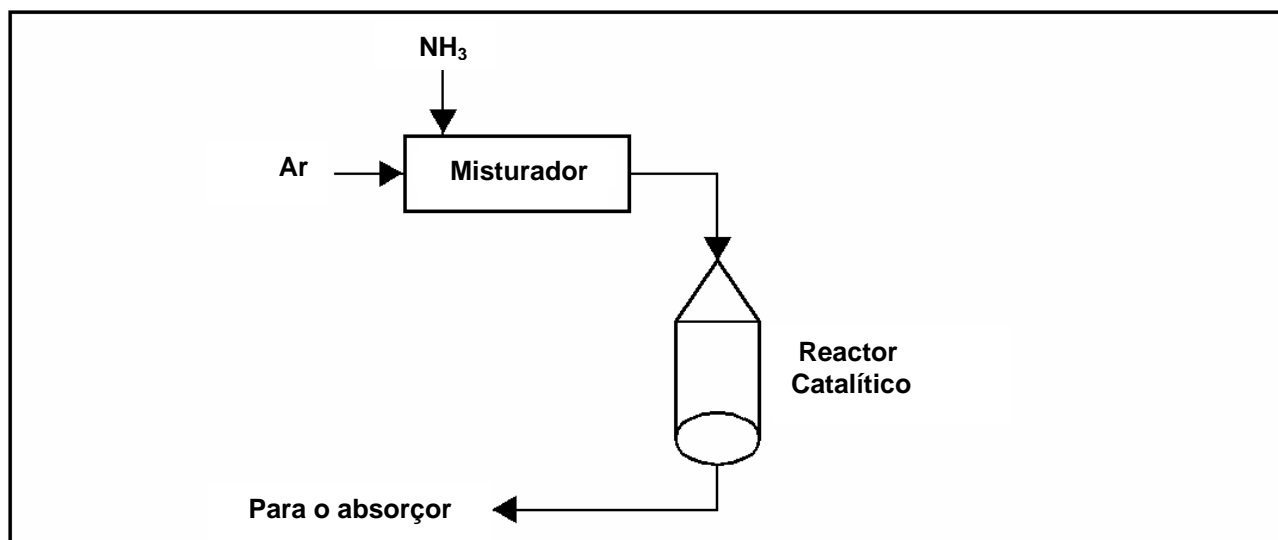 NH₃
Ar
Misturador
Reactor
Catalítico
Para o absorçor